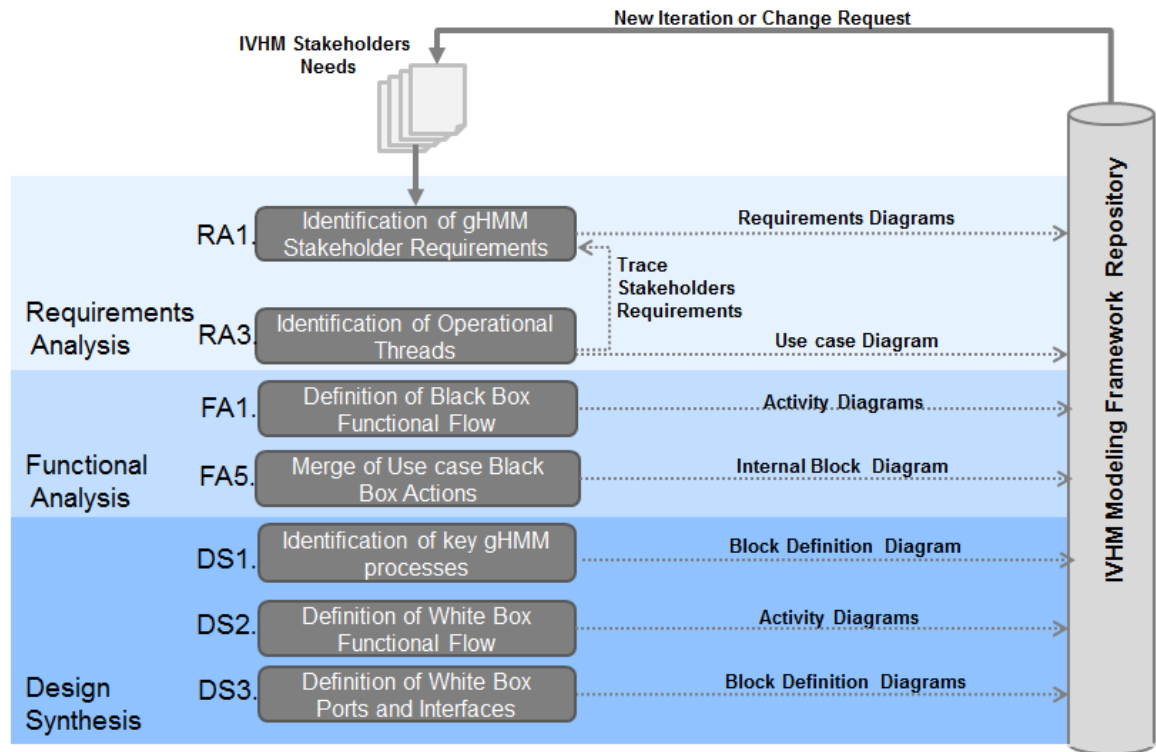 New Iteration or Change Request
IVHM Stakeholders
Needs
RA1.
Identification of gHMM
Stakeholder Requirements
Requirements Diagrams
Trace
Stakeholders
Requirements
Requirements
Analysis
RA3.
Identification of Operational
Threads
Use case Diagram
FA1.
Definition of Black Box
Functional Flow
Activity Diagrams
Functional
Analysis
FA5.
Merge of Use case Black
Box Actions
Internal Block Diagram
DS1.
Identification of key gHMM
processes
Block Definition Diagram
DS2.
Definition of White Box
Functional Flow
Activity Diagrams
Design
Synthesis
DS3.
Definition of White Box
Ports and Interfaces
Block Definition Diagrams
IVHM Modeling Framework Repository